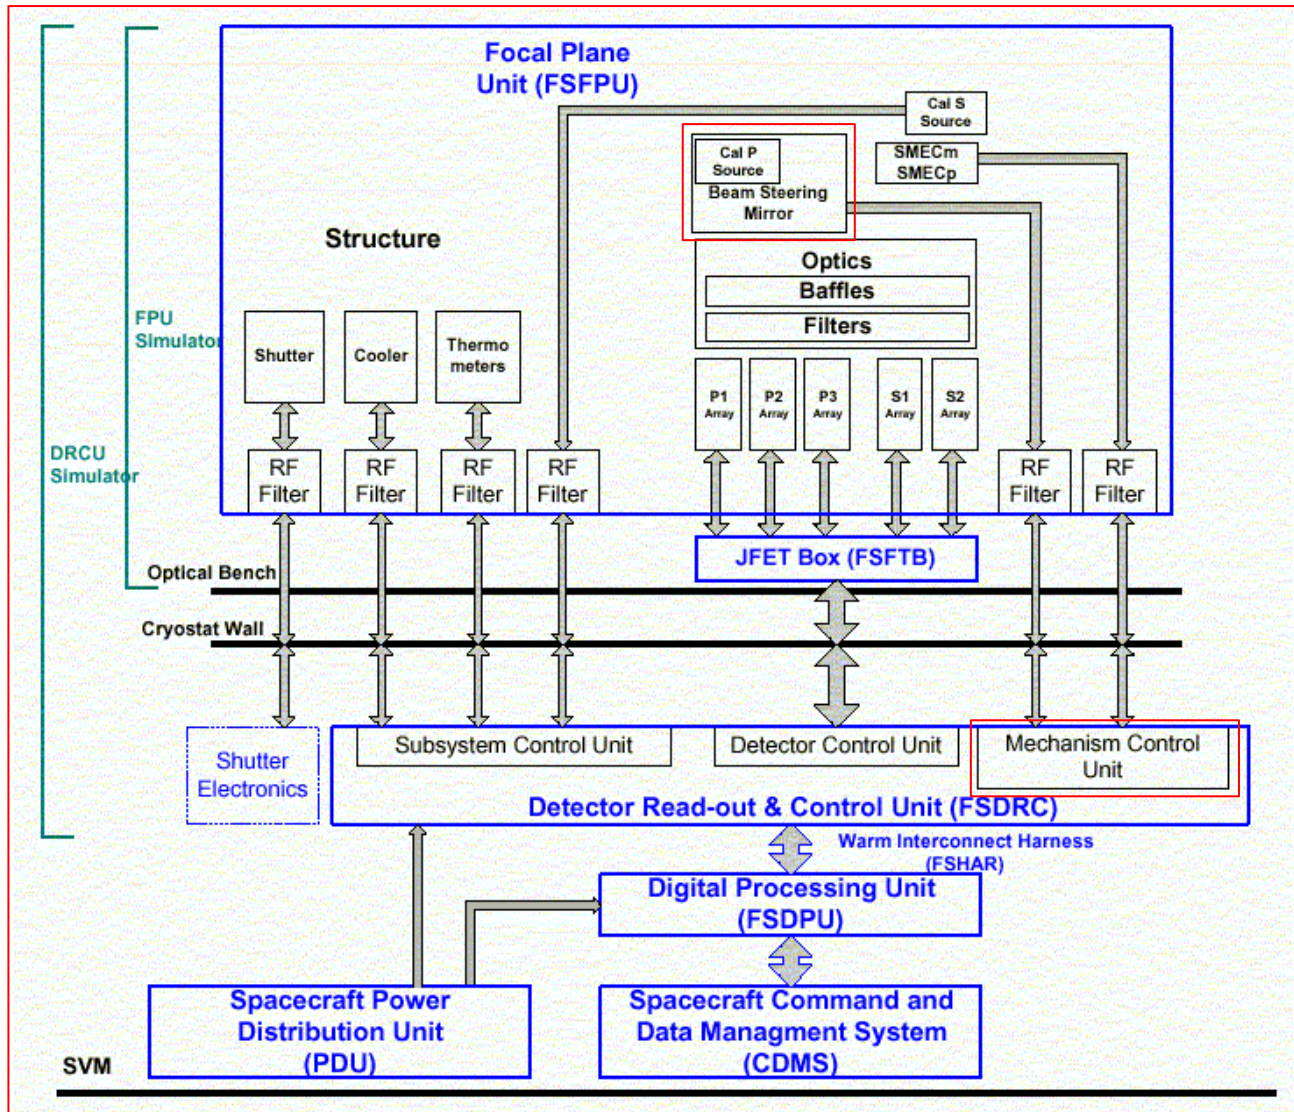 Focal Plane
Unit (FSFPU)
Cal S
Source
Cal P
Source
Beam Steering
Mirror
SMECm
SMECp
Structure
Optics
Baffles
Filters
FPU
Simulator
Shutter
Cooler
Thermo
meters
P1
Array
P2
Array
P3
Array
S1
Array
S2
Array
DRCU
Simulator
RF
Filter
RF
Filter
RF
Filter
RF
Filter
RF
Filter
RF
Filter
JFET Box (FSFTB)
Optical Bench
Cryostat Wall
Shutter
Electronics
Subsystem Control Unit
Detector Control Unit
Mechanism Control
Unit
Detector Read-out & Control Unit (FSDRC)
Warm Interconnect Harness
(FSHAR)
Digital Processing Unit
(FSDPU)
Spacecraft Power
Distribution Unit
(PDU)
Spacecraft Command and
Data Managment System
(CDMS)
SVM